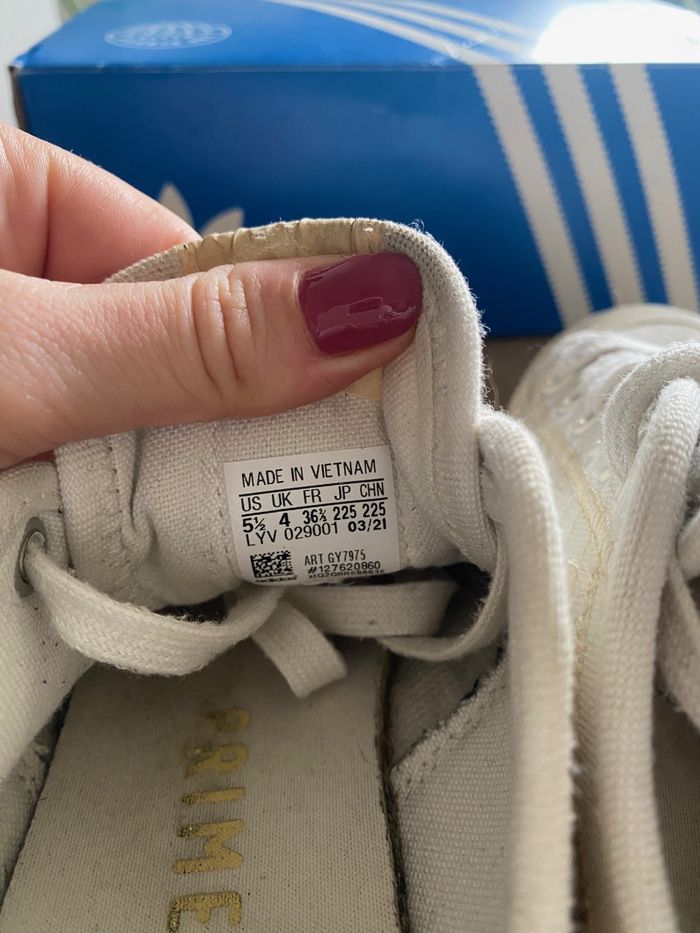 MADE IN VIETNAM
US UK FR JP CHN
5½ 4 36⅔ 225 225
LYV 029001 03/21
ART GY7975
#127620860
adidas
PRIME